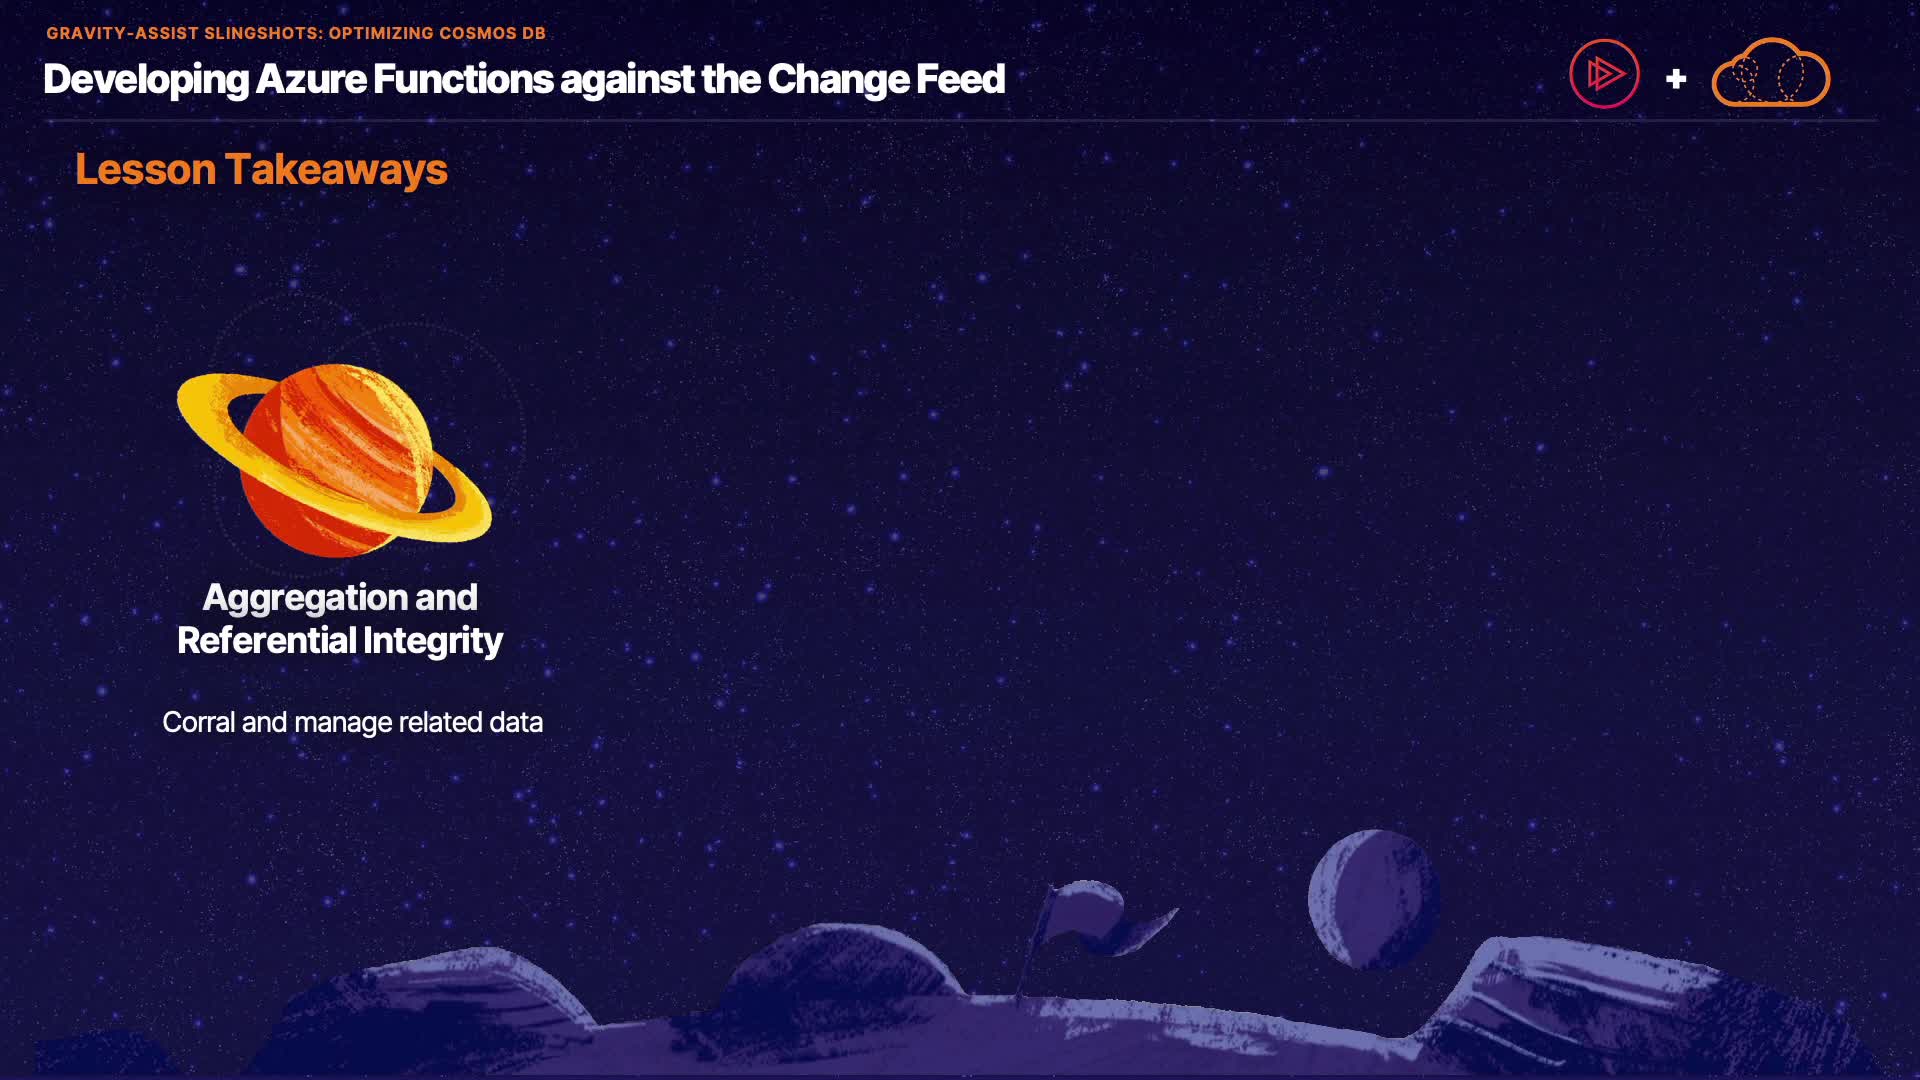 GRAVITY-ASSIST SLINGSHOTS: OPTIMIZING COSMOS DB
Developing Azure Functions against the Change Feed
+
Lesson Takeaways
Aggregation and
Referential Integrity
Corral and manage related data